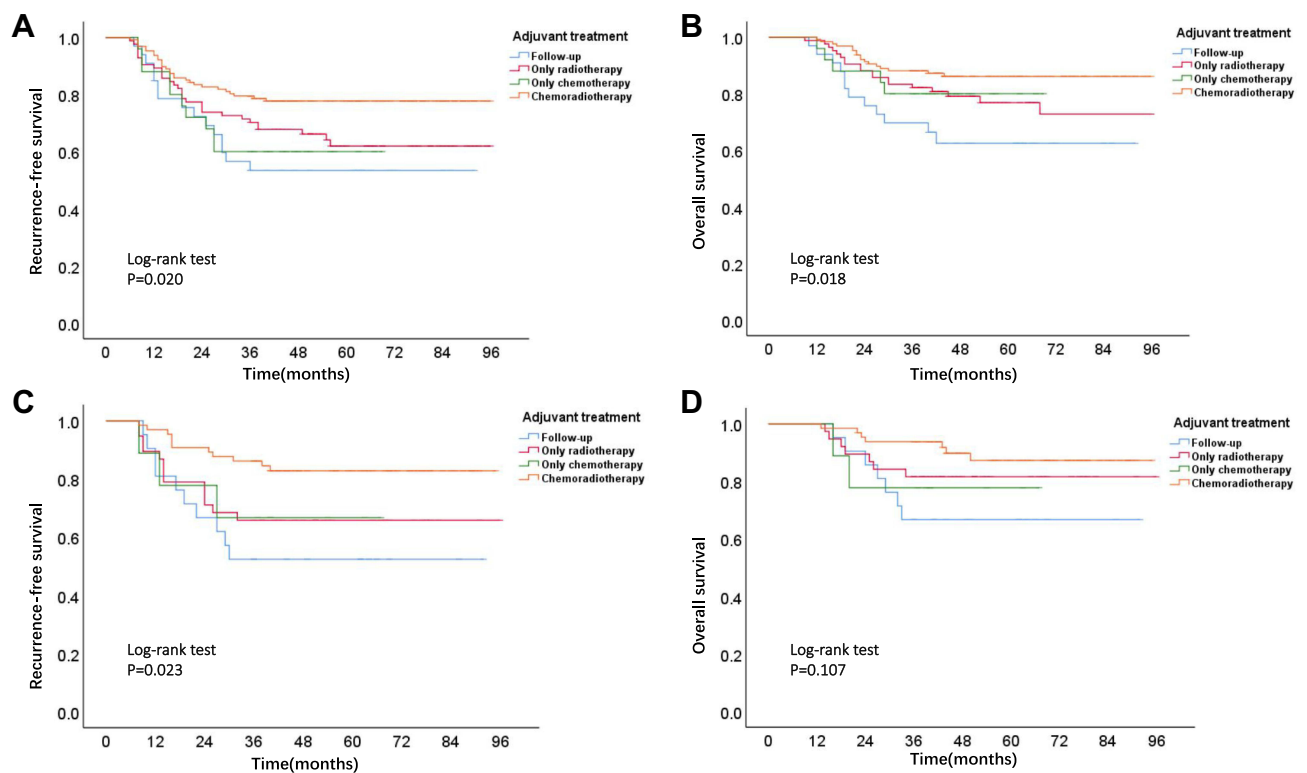 A
Recurrence-free survival
1.0
0.8
0.6
0.4
0.2
0.0
Adjuvant treatment
Follow-up
Only radiotherapy
Only chemotherapy
Chemoradiotherapy
Log-rank test
P=0.020
0 12 24 36 48 60 72 84 96
Time(months)
B
Overall survival
1.0
0.8
0.6
0.4
0.2
0.0
Adjuvant treatment
Follow-up
Only radiotherapy
Only chemotherapy
Chemoradiotherapy
Log-rank test
P=0.018
0 12 24 36 48 60 72 84 96
Time(months)
C
Recurrence-free survival
1.0
0.8
0.6
0.4
0.2
0.0
Adjuvant treatment
Follow-up
Only radiotherapy
Only chemotherapy
Chemoradiotherapy
Log-rank test
P=0.023
0 12 24 36 48 60 72 84 96
Time(months)
D
Overall survival
1.0
0.8
0.6
0.4
0.2
0.0
Adjuvant treatment
Follow-up
Only radiotherapy
Only chemotherapy
Chemoradiotherapy
Log-rank test
P=0.107
0 12 24 36 48 60 72 84 96
Time(months)